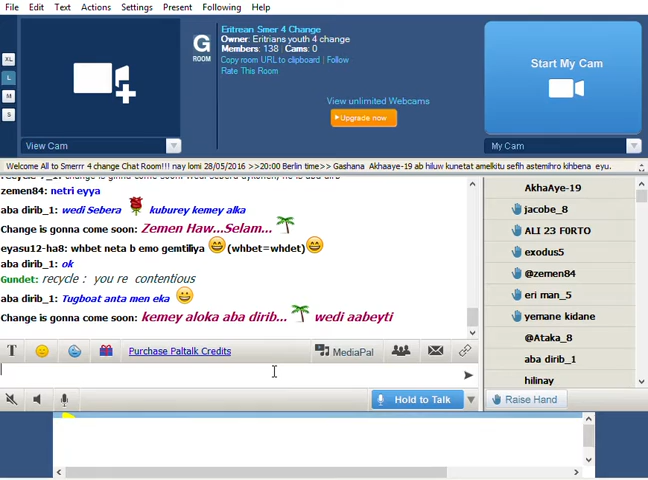 File Edit Text Actions Settings Present Following Help
XL
L
M
S
View Cam
G
ROOM
Eritrean Smer 4 Change
Owner: Eritrians youth 4 change
Members: 138 | Cams: 0
Copy room URL to clipboard | Follow
Rate This Room
View unlimited Webcams
Upgrade now
Start My Cam
My Cam
Welcome All to Smerrr 4 change Chat Room!!! nay lomi 28/05/2016 >>20:00 Berlin time>> Gashana Akhaaye-19 ab hiluw kunetat amelkitu sefih astemihro kihbena eyu.
zemen84: netri eyya
aba dirib_1: wedi Sebera kuburey kemey alka
Change is gonna come soon: Zemen Haw...Selam...
eyasu12-ha8: whbet neta b emo gemtiliya (whbet=whdet)
aba dirib_1: ok
Gundet: recycle : you re contentious
aba dirib_1: Tugboat anta men eka
Change is gonna come soon: kemey aloka aba dirib... wedi aabeyti
T
Purchase Paltalk Credits
MediaPal
Hold to Talk
AkhaAye-19
jacobe_8
ALI 23 FORTO
exodus5
@zemen84
eri man_5
yemane kidane
@Ataka_8
aba dirib_1
hilinay
Raise Hand